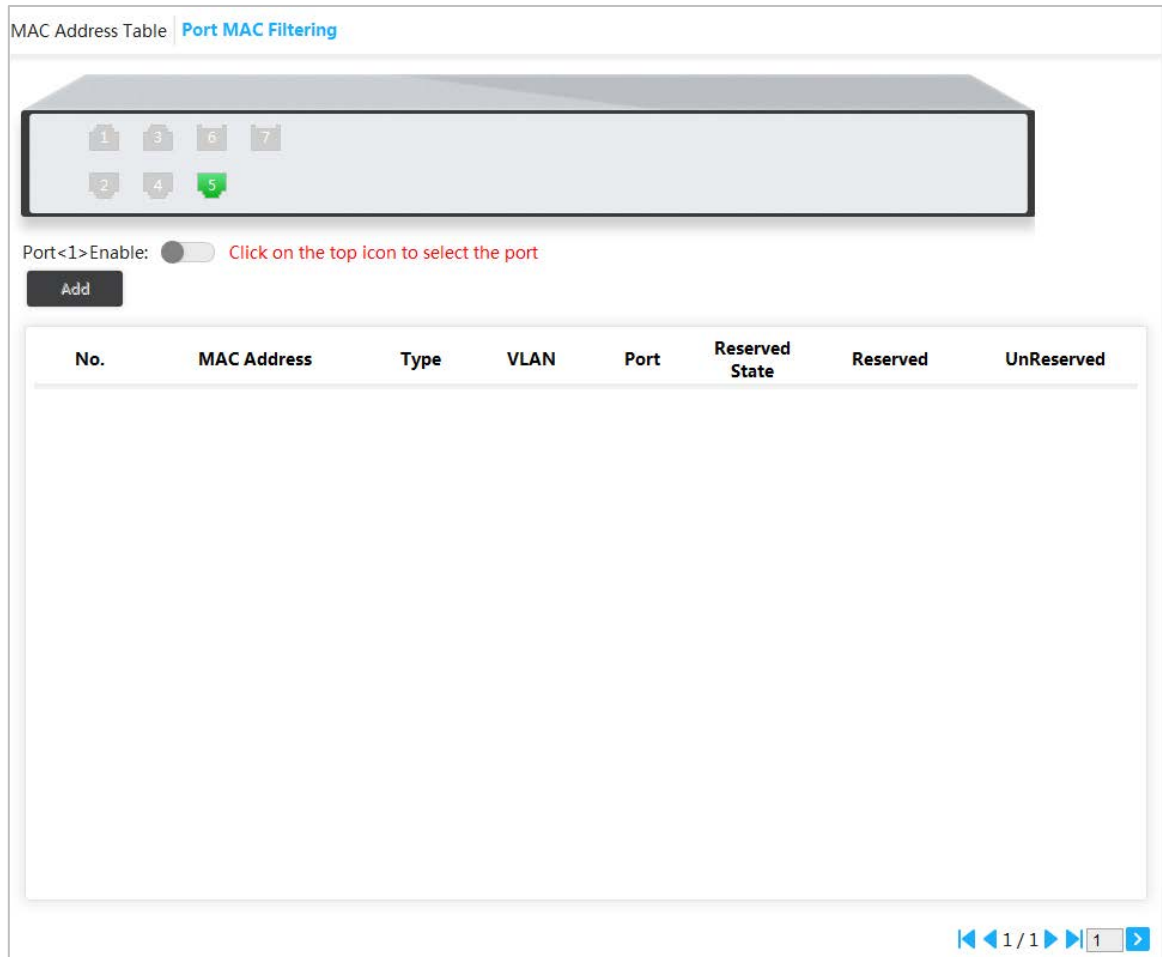 MAC Address Table Port MAC Filtering
1 3 6 7
2 4 5
Port<1>Enable: Click on the top icon to select the port
Add
No. MAC Address Type VLAN Port Reserved State Reserved UnReserved
1 / 1 1